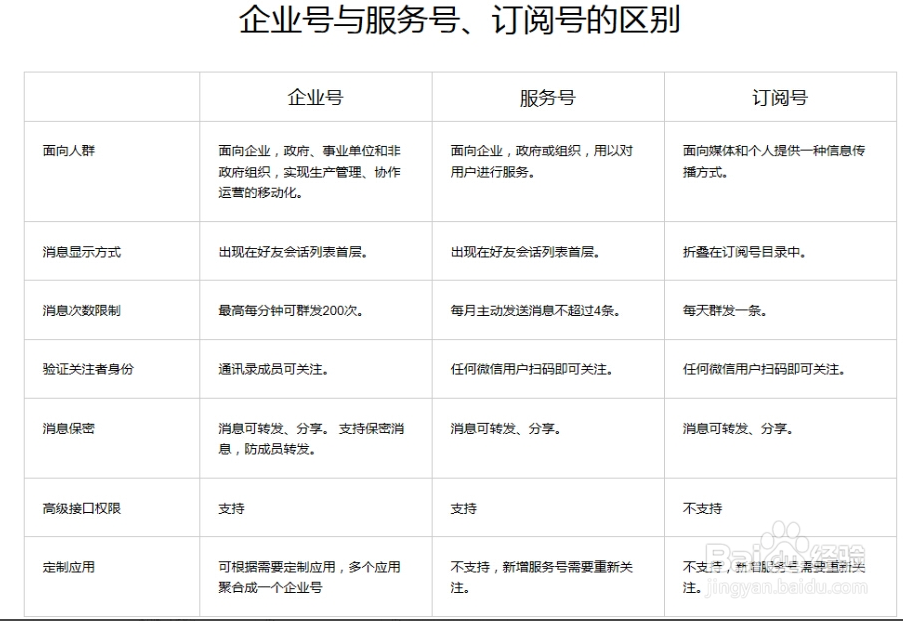 企业号与服务号、订阅号的区别
企业号 服务号 订阅号
面向人群 面向企业，政府、事业单位和非 面向企业，政府或组织，用以对 面向媒体和个人提供一种信息传
政府组织，实现生产管理、协作 用户进行服务。 播方式。
运营的移动化。
消息显示方式 出现在好友会话列表首层。 出现在好友会话列表首层。 折叠在订阅号目录中。
消息次数限制 最高每分钟可群发200次。 每月主动发送消息不超过4条。 每天群发一条。
验证关注者身份 通讯录成员可关注。 任何微信用户扫码即可关注。 任何微信用户扫码即可关注。
消息保密 消息可转发、分享。 支持保密消 消息可转发、分享。 消息可转发、分享。
息，防成员转发。
高级接口权限 支持 支持 不支持
定制应用 可根据需要定制应用，多个应用 不支持，新增服务号需要重新关 不支持，新增服务号需要重新关
聚合成一个企业号 注。 注。
Bai 经验
jingyan.baidu.com